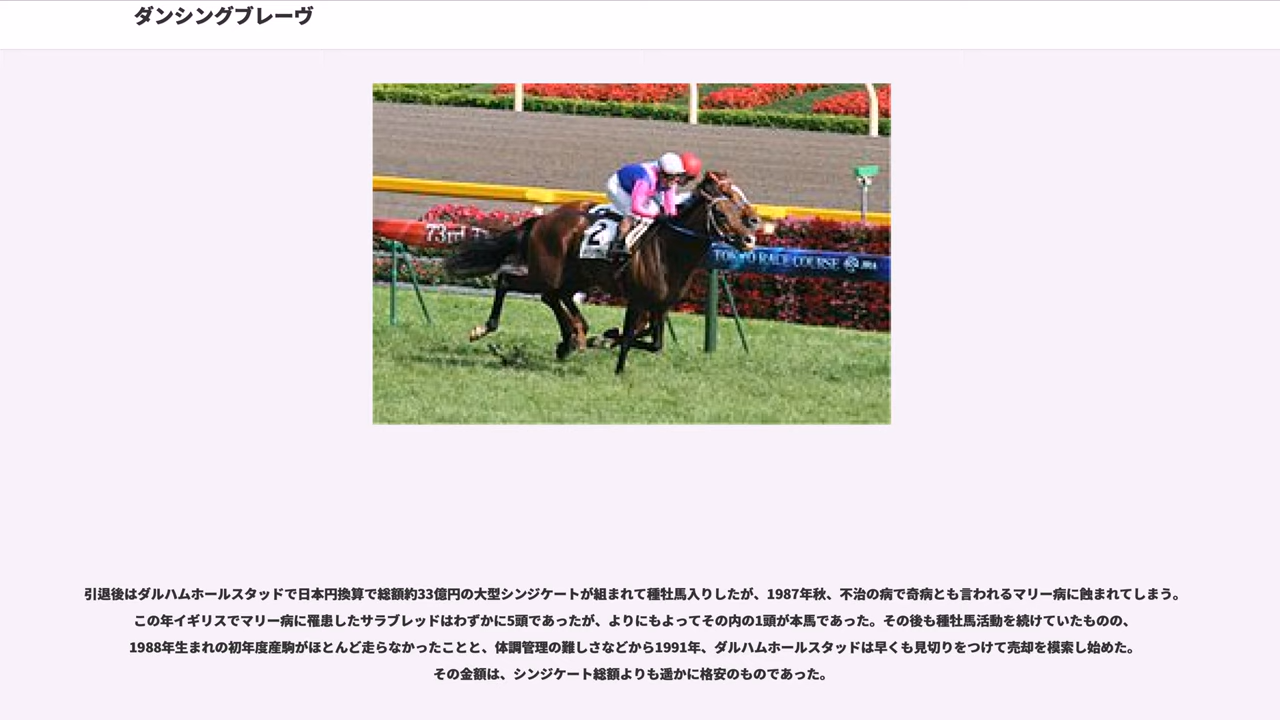 ダンシングブレーヴ
73rd T
2
TOKYO RACE COURSE JRA
引退後はダルハムホールスタッドで日本円換算で総額約33億円の大型シンジケートが組まれて種牡馬入りしたが、1987年秋、不治の病で奇病とも言われるマリー病に蝕まれてしまう。
この年イギリスでマリー病に罹患したサラブレッドはわずかに5頭であったが、よりにもよってその内の1頭が本馬であった。その後も種牡馬活動を続けていたものの、
1988年生まれの初年度産駒がほとんど走らなかったことと、体調管理の難しさなどから1991年、ダルハムホールスタッドは早くも見切りをつけて売却を模索し始めた。
その金額は、シンジケート総額よりも遥かに格安のものであった。